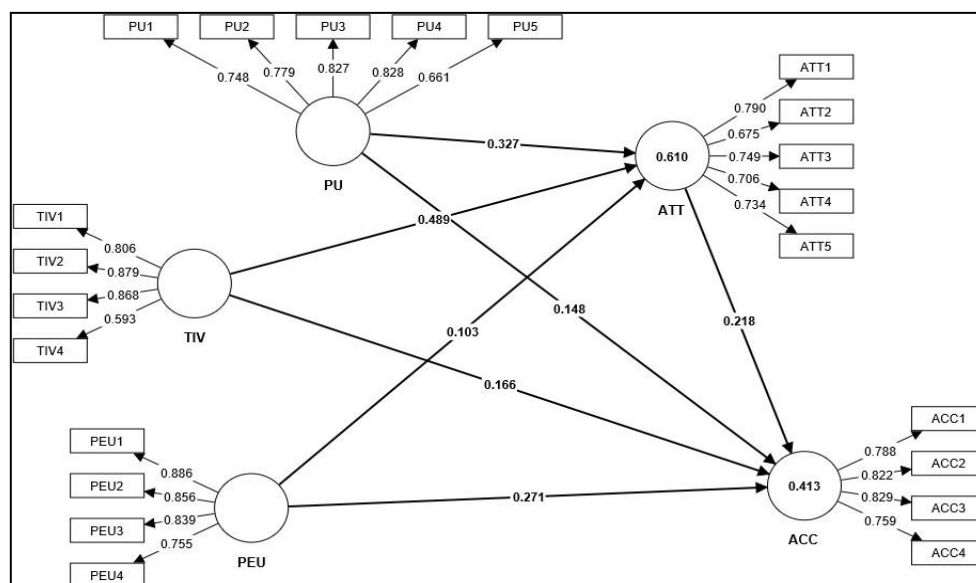 PU1 PU2 PU3 PU4 PU5
0.748 0.779 0.827 0.828 0.661
PU
ATT1
ATT2
ATT3
ATT4
ATT5
0.790
0.675
0.749
0.706
0.734
0.610
ATT
0.327
TIV1
TIV2
TIV3
TIV4
0.806
0.879
0.868
0.593
TIV
0.489
0.148
0.103
0.218
0.166
PEU1
PEU2
PEU3
PEU4
0.886
0.856
0.839
0.755
PEU
0.271
0.413
ACC
0.788
0.822
0.829
0.759
ACC1
ACC2
ACC3
ACC4